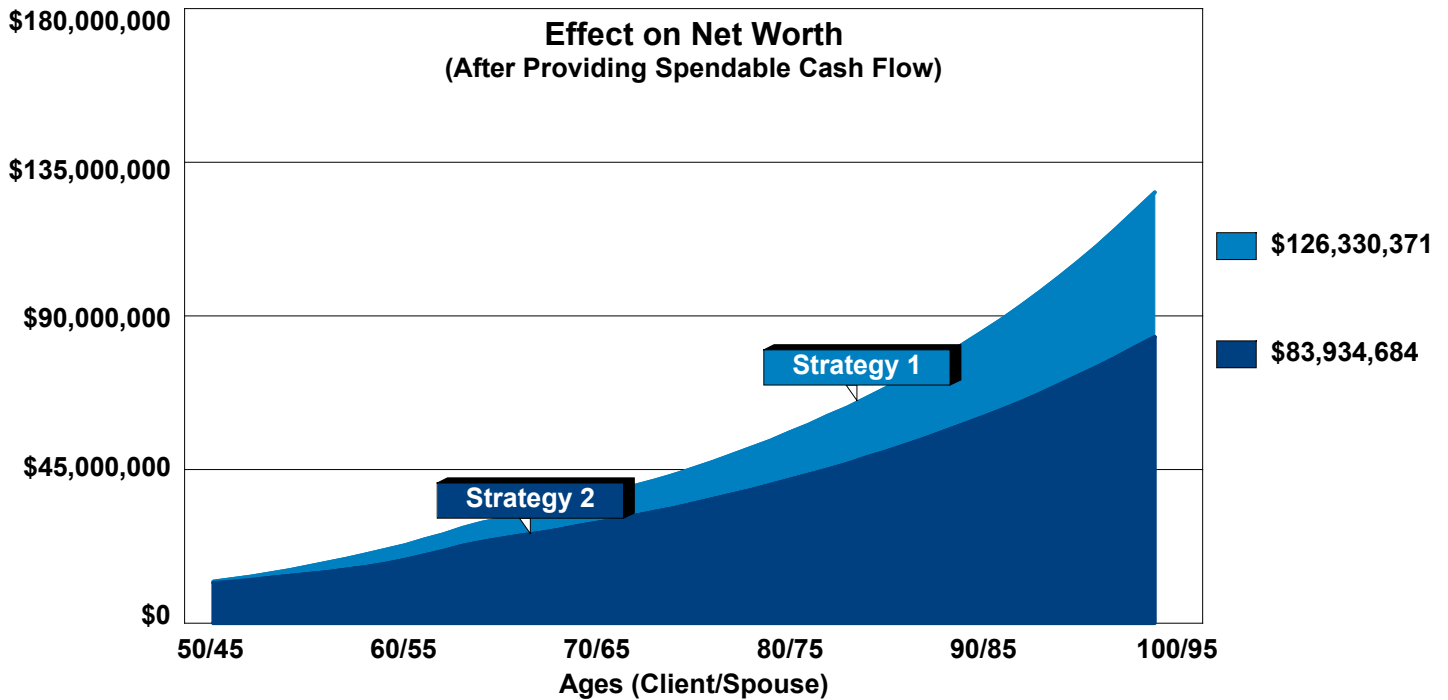 Effect on Net Worth
(After Providing Spendable Cash Flow)
$180,000,000
$135,000,000
$90,000,000
$45,000,000
$0
Strategy 1
Strategy 2
$126,330,371
$83,934,684
50/45 60/55 70/65 80/75 90/85 100/95
Ages (Client/Spouse)